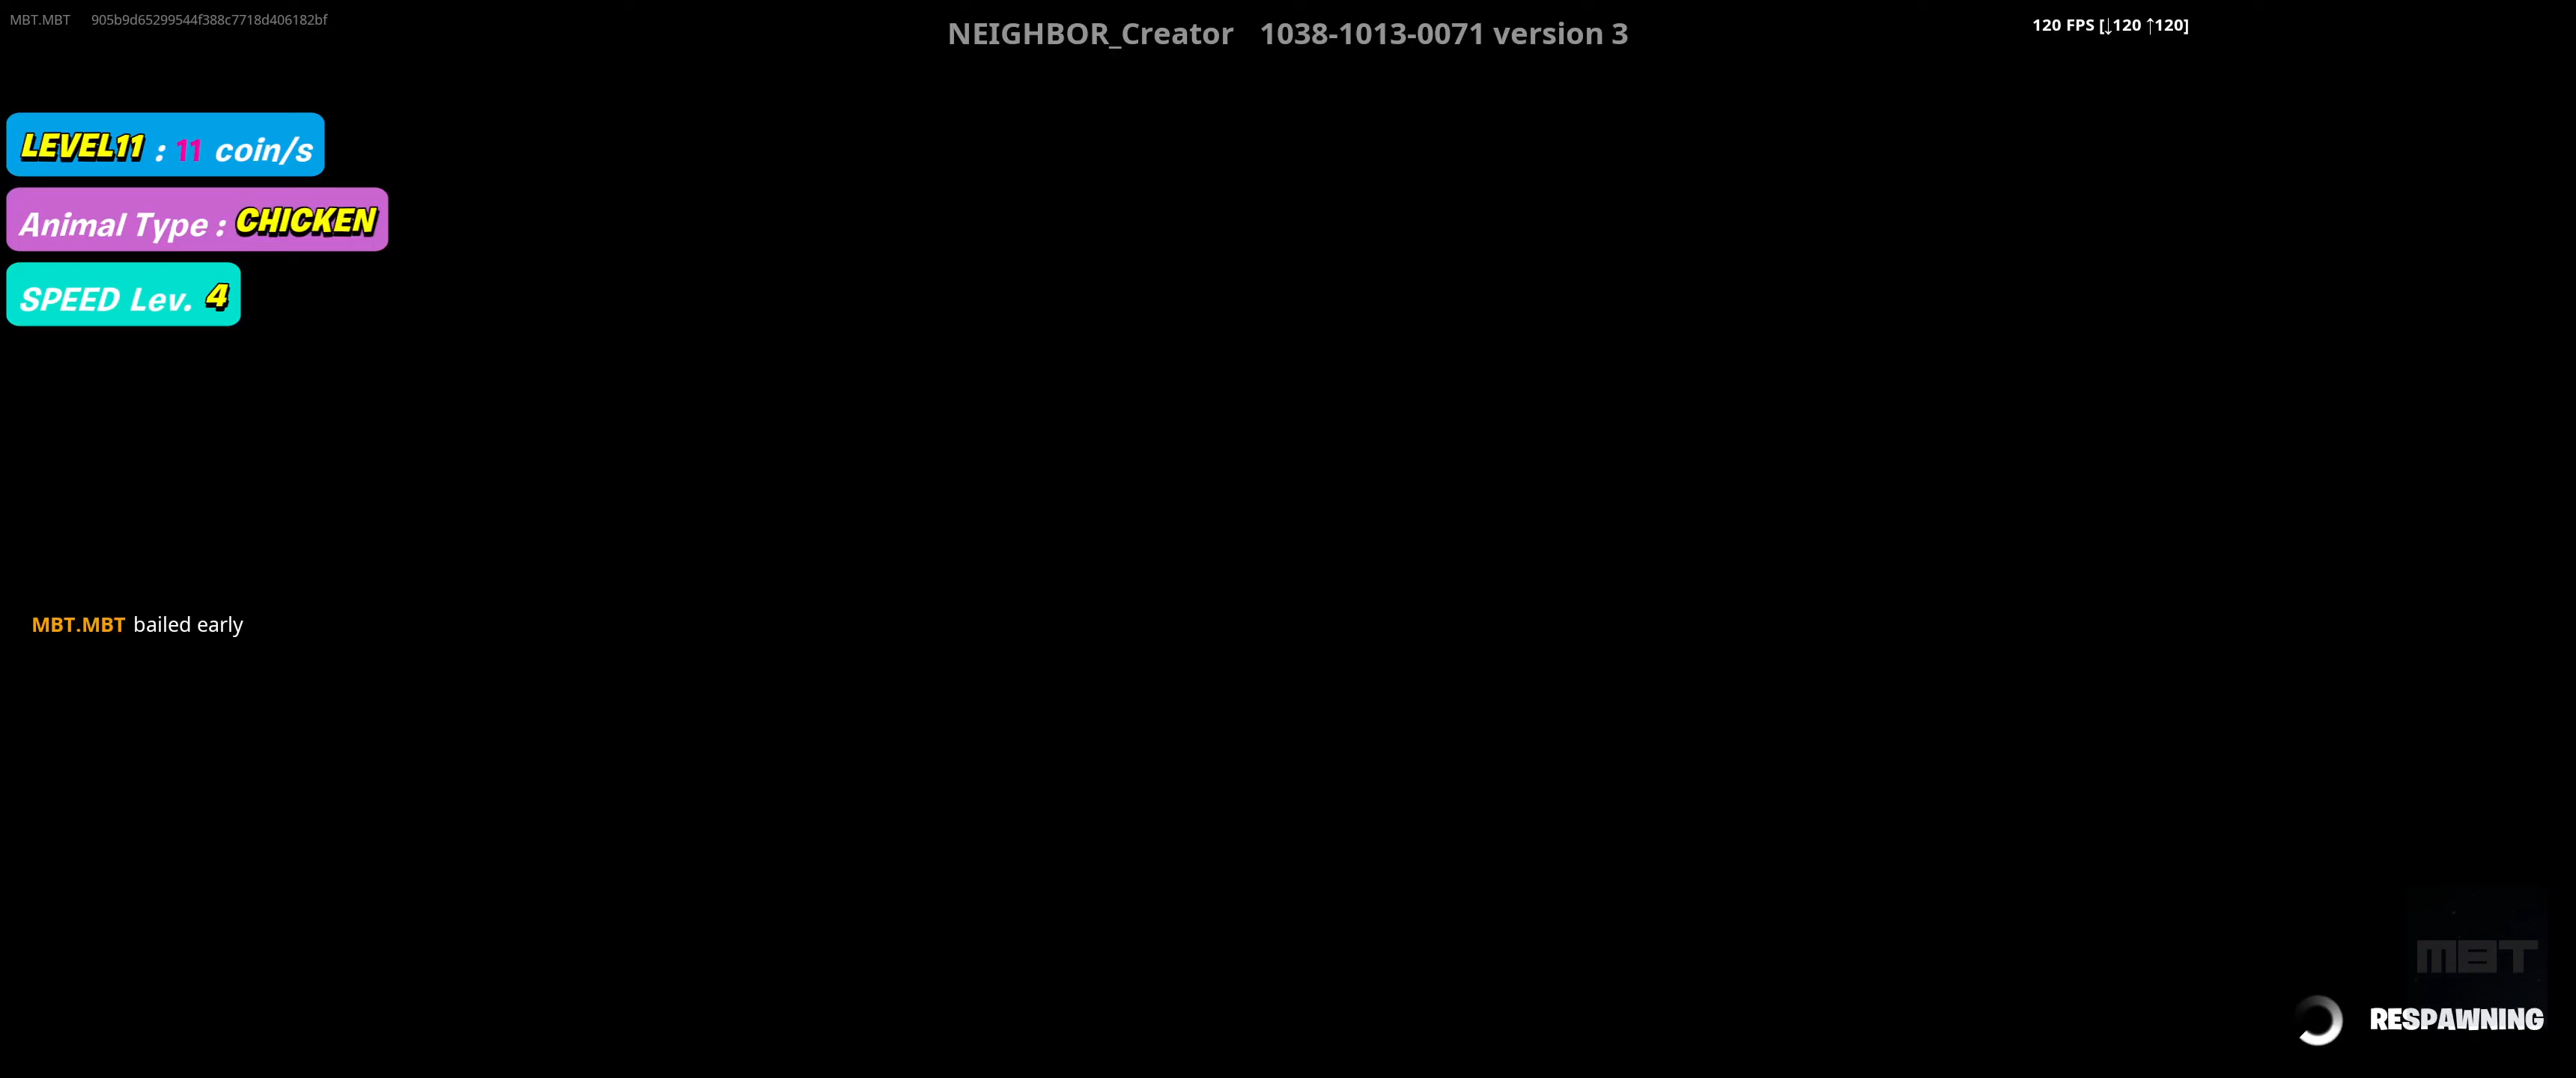 MBT.MBT 905b9d65299544f388c7718d406182bf
NEIGHBOR_Creator 1038-1013-0071 version 3
120 FPS [↓120 ↑120]
LEVEL11 : 11 coin/s
Animal Type : CHICKEN
SPEED Lev. 4
MBT.MBT bailed early
MBT
RESPAWNING